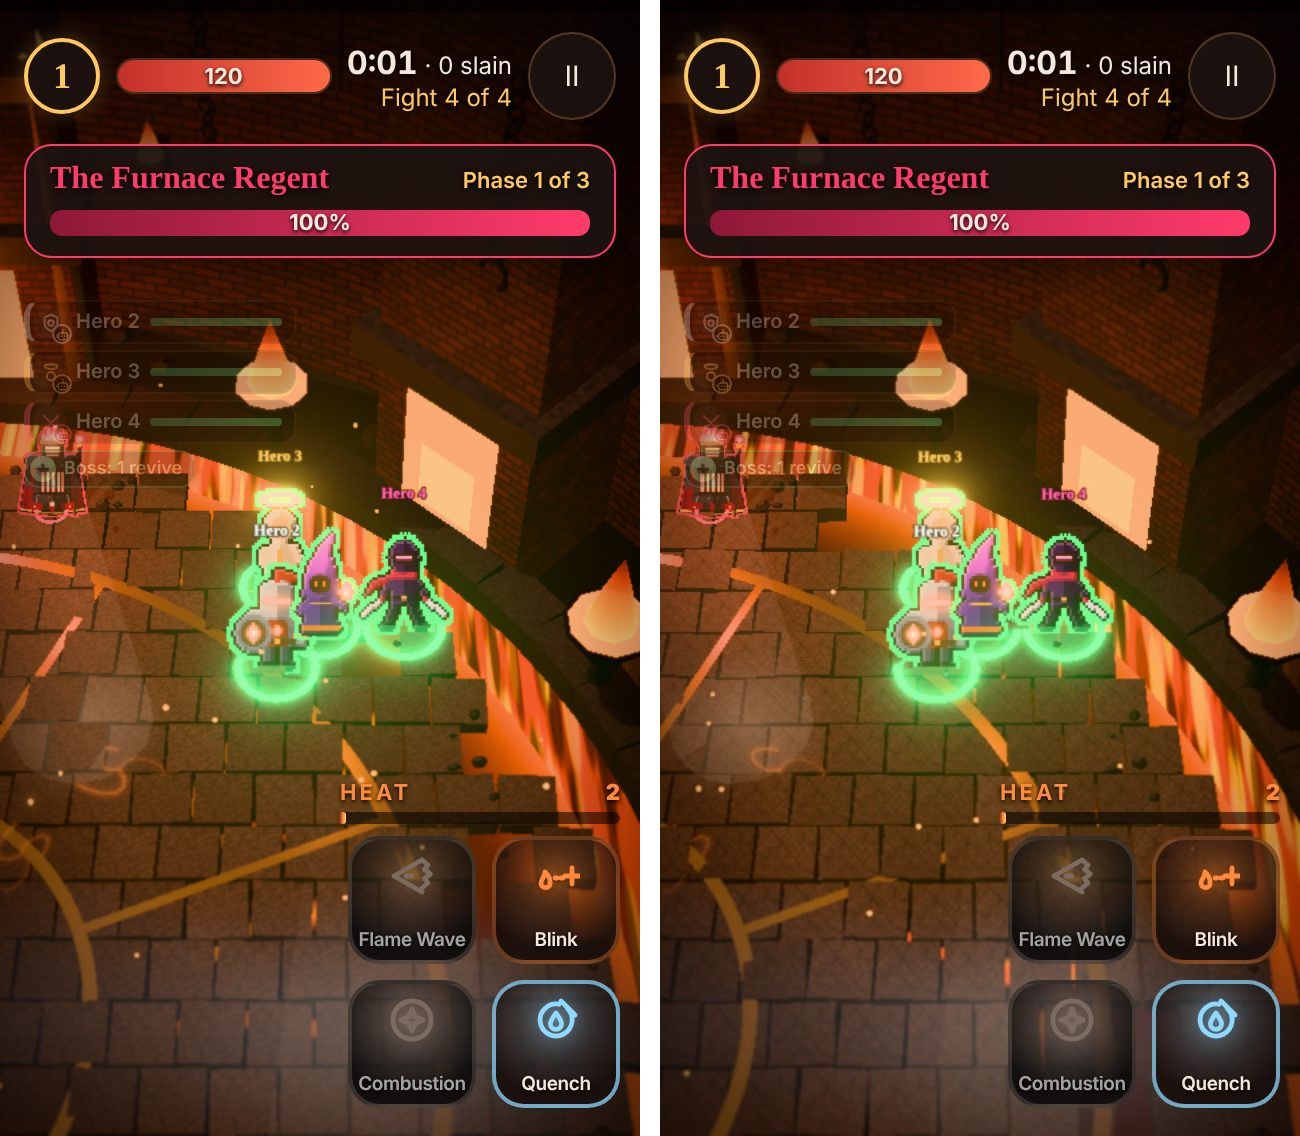 1
120
0:01 · 0 slain
Fight 4 of 4
The Furnace Regent
Phase 1 of 3
100%
Hero 2
Hero 3
Hero 4
Boss: 1 revive
Hero 3
Hero 4
Hero 2
HEAT
2
Flame Wave
Blink
Combustion
Quench
1
120
0:01 · 0 slain
Fight 4 of 4
The Furnace Regent
Phase 1 of 3
100%
Hero 2
Hero 3
Hero 4
Boss: 1 revive
Hero 3
Hero 4
Hero 2
HEAT
2
Flame Wave
Blink
Combustion
Quench